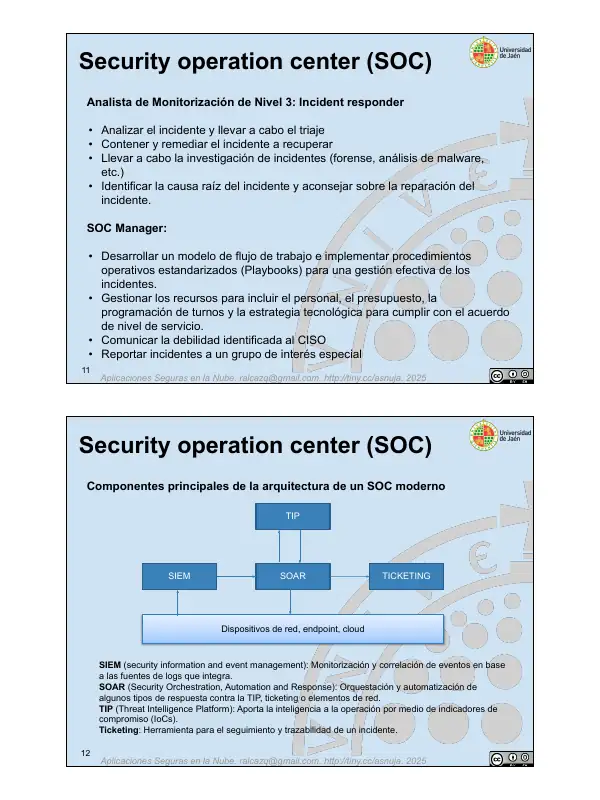 Security operation center (SOC)
Universidad
de Jaén
Analista de Monitorización de Nivel 3: Incident responder
• Analizar el incidente y llevar a cabo el triaje
• Contener y remediar el incidente a recuperar
• Llevar a cabo la investigación de incidentes (forense, análisis de malware,
etc.)
• Identificar la causa raíz del incidente y aconsejar sobre la reparación del
incidente.
SOC Manager:
• Desarrollar un modelo de flujo de trabajo e implementar procedimientos
operativos estandarizados (Playbooks) para una gestión efectiva de los
incidentes.
• Gestionar los recursos para incluir el personal, el presupuesto, la
programación de turnos y la estrategia tecnológica para cumplir con el acuerdo
de nivel de servicio.
• Comunicar la debilidad identificada al CISO
• Reportar incidentes a un grupo de interés especial
11
Aplicaciones Seguras en la Nube. ralcazq@gmail.com. http://tiny.cc/asnuja. 2025
Security operation center (SOC)
Universidad
de Jaén
Componentes principales de la arquitectura de un SOC moderno
TIP
SIEM
SOAR
TICKETING
Dispositivos de red, endpoint, cloud
SIEM (security information and event management): Monitorización y correlación de eventos en base
a las fuentes de logs que integra.
SOAR (Security Orchestration, Automation and Response): Orquestación y automatización de
algunos tipos de respuesta contra la TIP, ticketing o elementos de red.
TIP (Threat Intelligence Platform): Aporta la inteligencia a la operación por medio de indicadores de
compromiso (IoCs).
Ticketing: Herramienta para el seguimiento y trazabilidad de un incidente.
12
Aplicaciones Seguras en la Nube. ralcazq@gmail.com. http://tiny.cc/asnuja. 2025